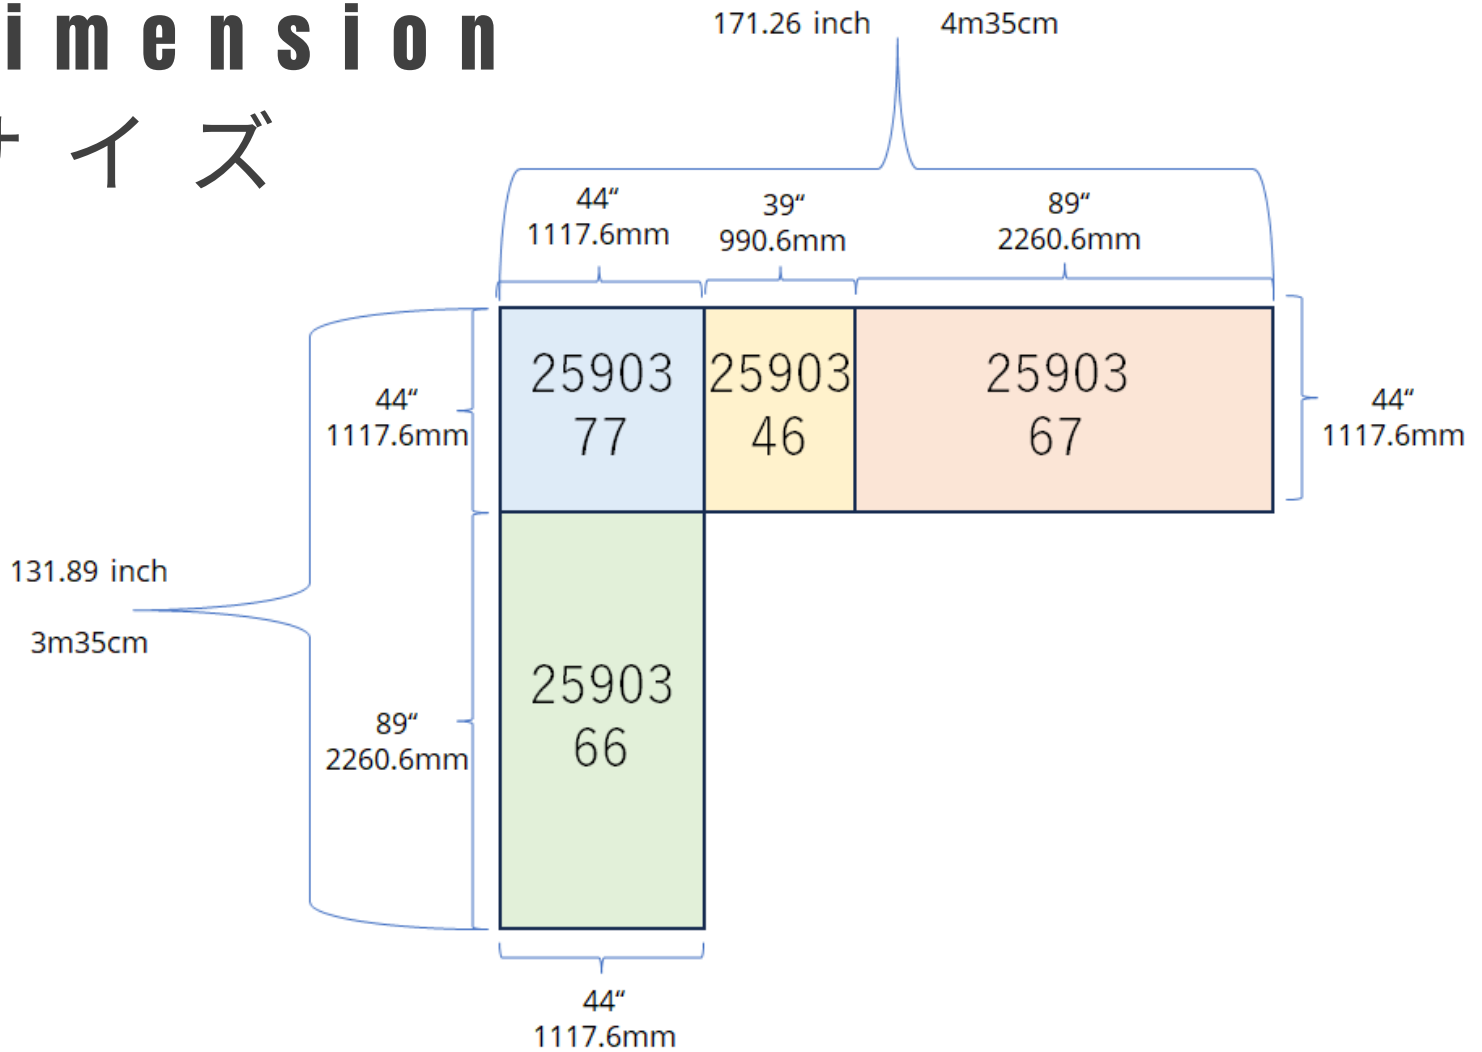 imension
サイズ
171.26 inch 4m35cm
44“
1117.6mm
39“
990.6mm
89“
2260.6mm
25903
77
25903
46
25903
67
44“
1117.6mm
44“
1117.6mm
131.89 inch
3m35cm
25903
66
89“
2260.6mm
44“
1117.6mm